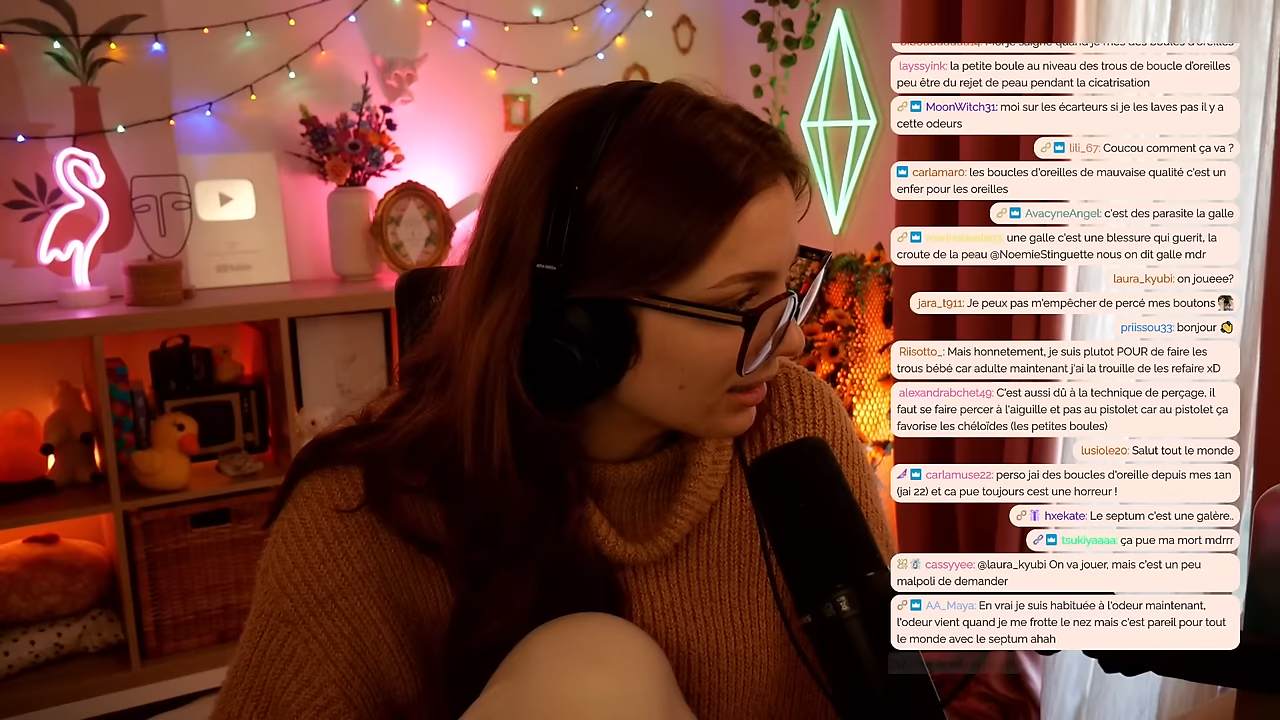 layssyink: la petite boule au niveau des trous de boucle d'oreilles
peu être du rejet de peau pendant la cicatrisation
MoonWitch31: moi sur les écarteurs si je les laves pas il y a
cette odeurs
lili_67: Coucou comment ça va ?
carlamar0: les boucles d'oreilles de mauvaise qualité c'est un
enfer pour les oreilles
AvacyneAngel: c'est des parasite la galle
une galle c'est une blessure qui guerit, la
croute de la peau @NoemieStinguette nous on dit galle mdr
laura_kyubi: on joueee?
jara_t911: Je peux pas m'empêcher de percé mes boutons
priissou33: bonjour
Riisotto_: Mais honnetement, je suis plutot POUR de faire les
trous bébé car adulte maintenant j'ai la trouille de les refaire xD
alexandrabchet49: C'est aussi dû à la technique de perçage, il
faut se faire percer à l'aiguille et pas au pistolet car au pistolet ça
favorise les chéloïdes (les petites boules)
lusiole20: Salut tout le monde
carlamuse22: perso jai des boucles d'oreille depuis mes 1an
(jai 22) et ca pue toujours cest une horreur !
hxekate: Le septum c'est une galère..
tsukiyaaaa: ça pue ma mort mdrrr
cassyyee: @laura_kyubi On va jouer, mais c'est un peu
malpoli de demander
AA_Maya: En vrai je suis habituée à l'odeur maintenant,
l'odeur vient quand je me frotte le nez mais c'est pareil pour tout
le monde avec le septum ahah